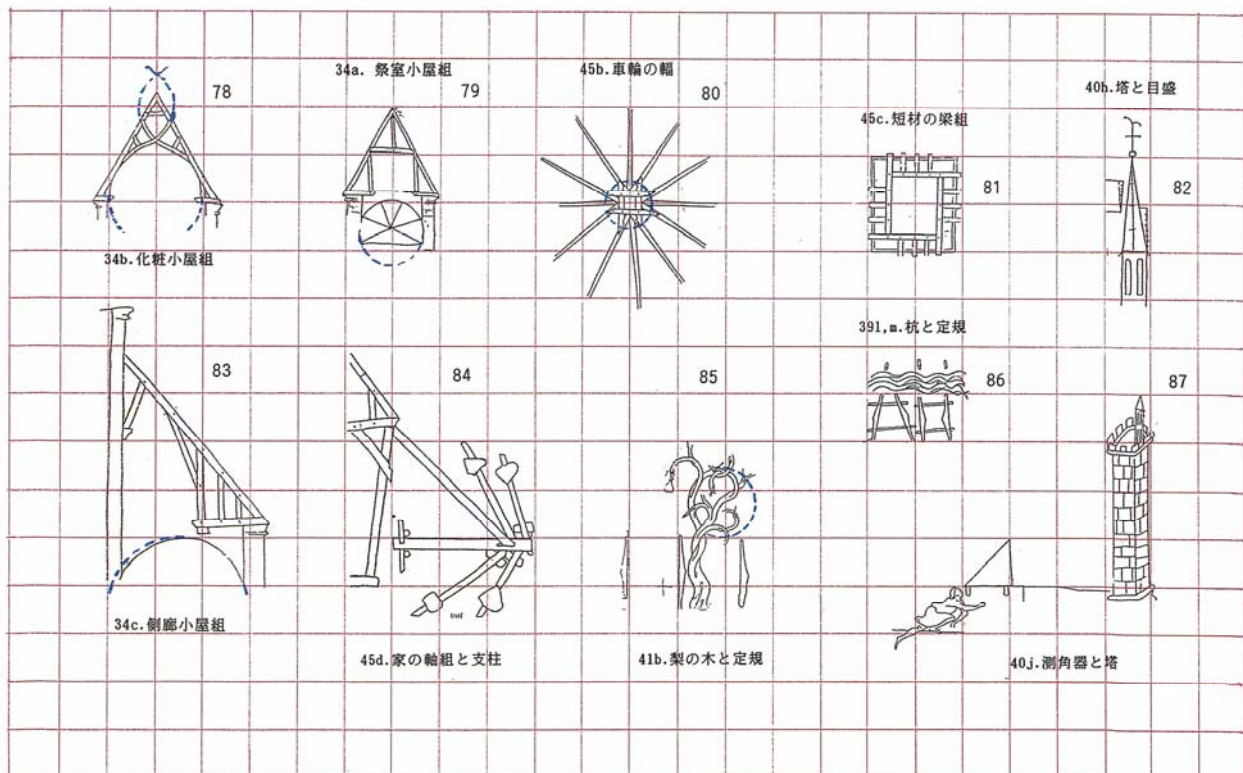 34a. 祭室小屋組
45b.車輪の輻
40h.塔と目盛
78
79
80
45c.短材の梁組
81
82
34b.化粧小屋組
391,m.杭と定規
83
84
85
86
87
34c.側廊小屋組
45d.家の軸組と支柱
41b.梨の木と定規
40j.測角器と塔